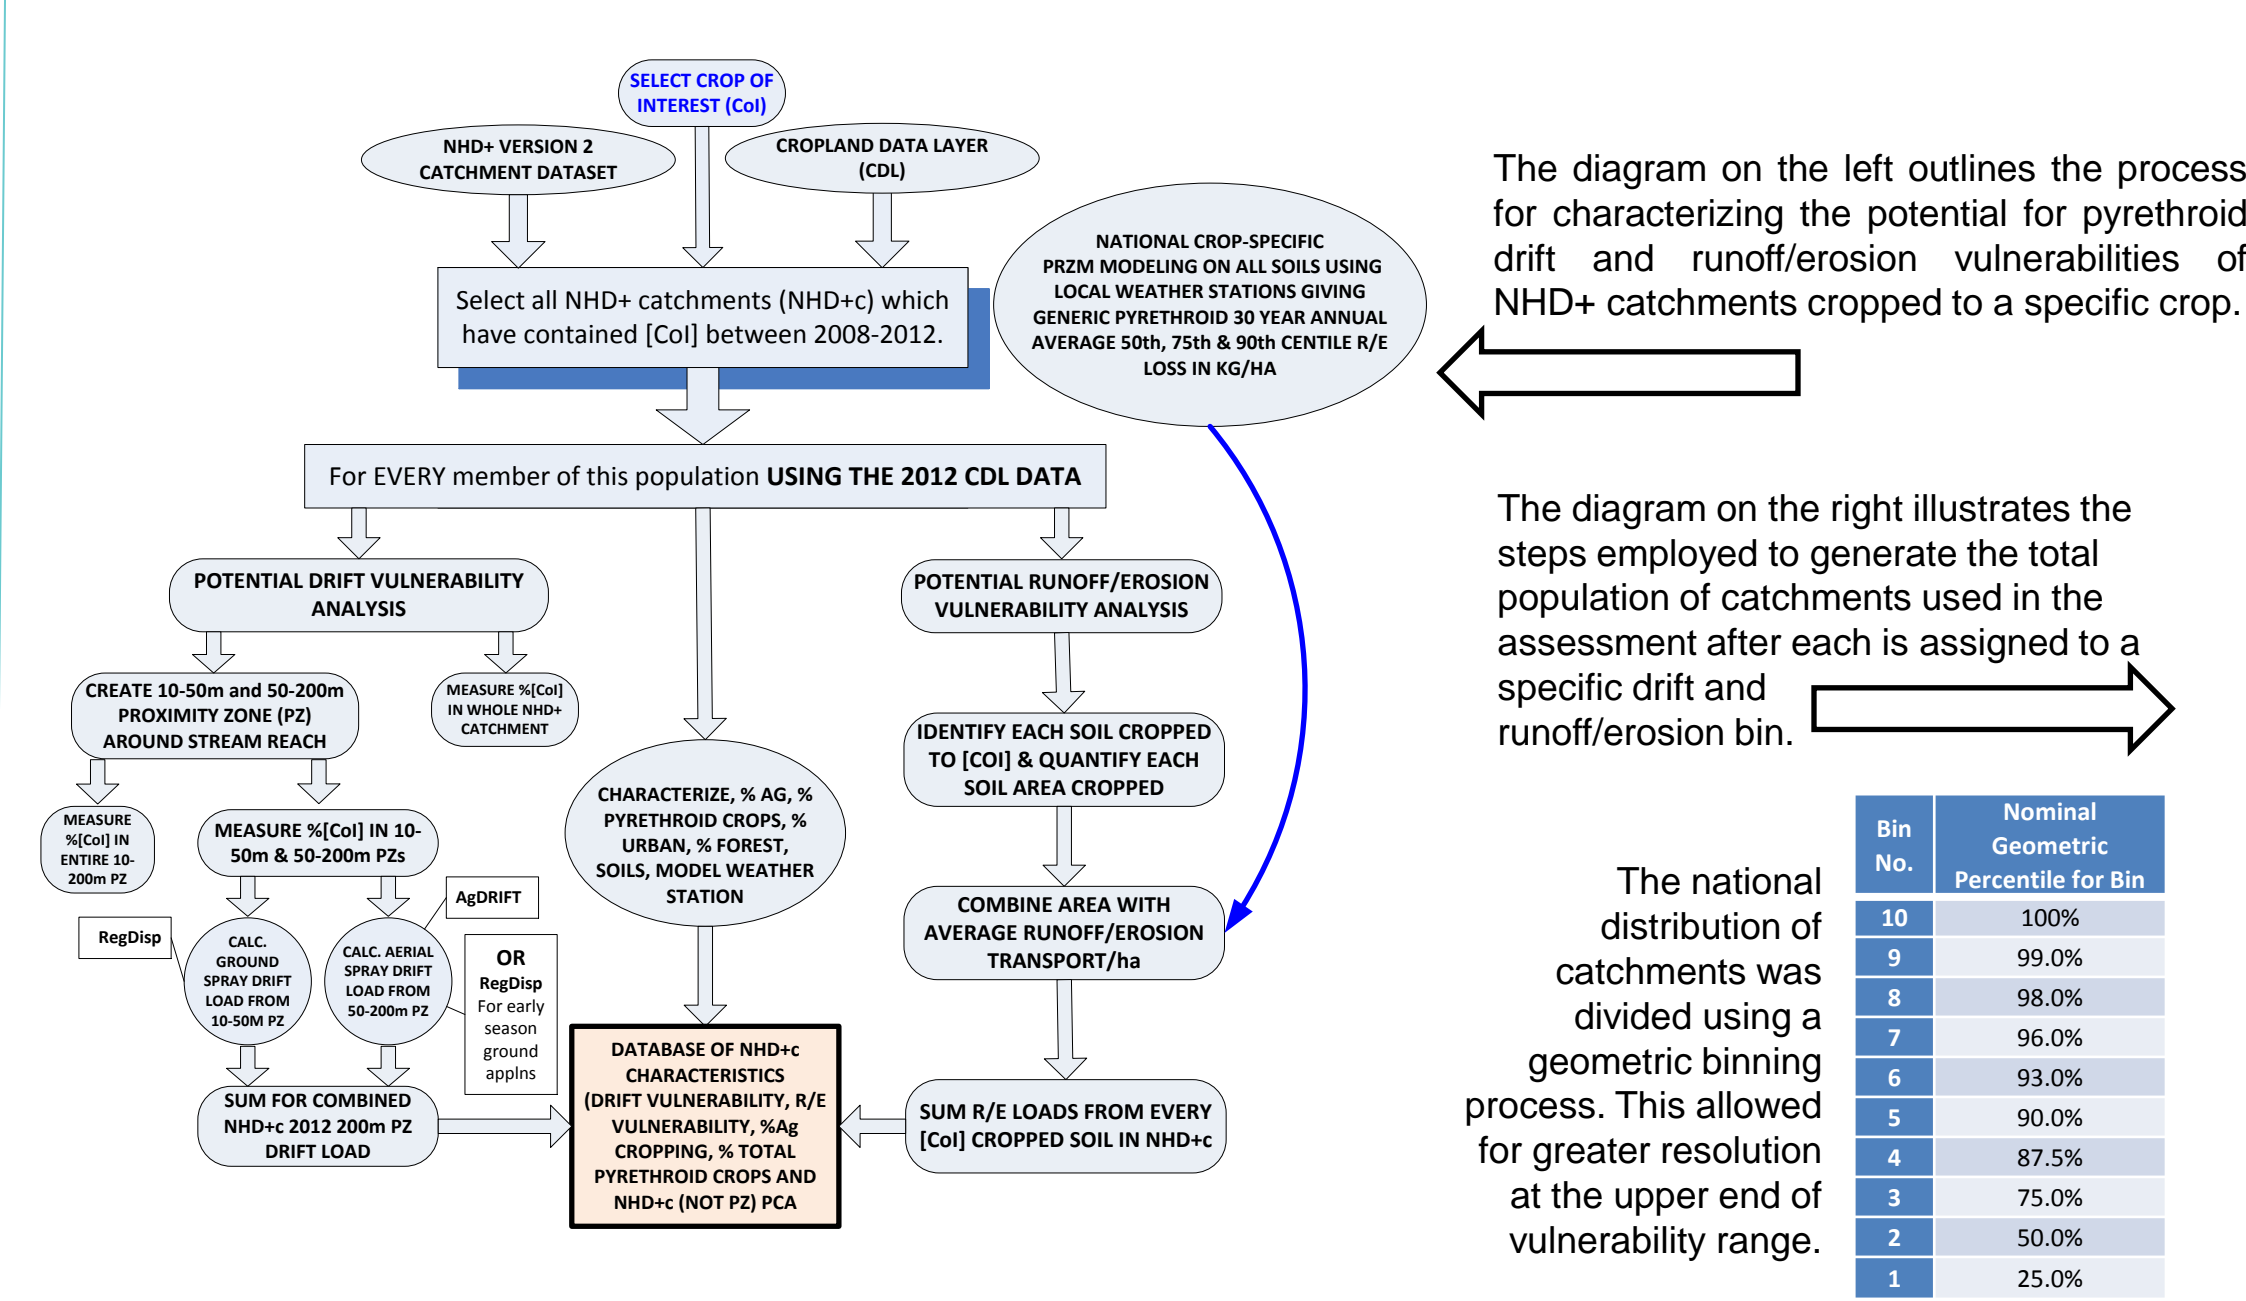 SELECT CROP OF
INTEREST (CoI)
NHD+ VERSION 2
CATCHMENT DATASET
CROPLAND DATA LAYER
(CDL)
Select all NHD+ catchments (NHD+c) which
have contained [CoI] between 2008-2012.
NATIONAL CROP-SPECIFIC
PRZM MODELING ON ALL SOILS USING
LOCAL WEATHER STATIONS GIVING
GENERIC PYRETHROID 30 YEAR ANNUAL
AVERAGE 50th, 75th & 90th CENTILE R/E
LOSS IN KG/HA
For EVERY member of this population USING THE 2012 CDL DATA
POTENTIAL DRIFT VULNERABILITY
ANALYSIS
POTENTIAL RUNOFF/EROSION
VULNERABILITY ANALYSIS
CREATE 10-50m and 50-200m
PROXIMITY ZONE (PZ)
AROUND STREAM REACH
MEASURE %[CoI]
IN WHOLE NHD+
CATCHMENT
IDENTIFY EACH SOIL CROPPED
TO [COI] & QUANTIFY EACH
SOIL AREA CROPPED
MEASURE
%[CoI] IN
ENTIRE 10-
200m PZ
MEASURE %[CoI] IN 10-
50m & 50-200m PZs
CHARACTERIZE, % AG, %
PYRETHROID CROPS, %
URBAN, % FOREST,
SOILS, MODEL WEATHER
STATION
AgDRIFT
RegDisp
CALC.
GROUND
SPRAY DRIFT
LOAD FROM
10-50M PZ
CALC. AERIAL
SPRAY DRIFT
LOAD FROM
50-200m PZ
OR
RegDisp
For early
season
ground
applns
COMBINE AREA WITH
AVERAGE RUNOFF/EROSION
TRANSPORT/ha
SUM FOR COMBINED
NHD+c 2012 200m PZ
DRIFT LOAD
DATABASE OF NHD+c
CHARACTERISTICS
(DRIFT VULNERABILITY, R/E
VULNERABILITY, %Ag
CROPPING, % TOTAL
PYRETHROID CROPS AND
NHD+c (NOT PZ) PCA
SUM R/E LOADS FROM EVERY
[CoI] CROPPED SOIL IN NHD+c
The diagram on the left outlines the process
for characterizing the potential for pyrethroid
drift and runoff/erosion vulnerabilities of
NHD+ catchments cropped to a specific crop.
The diagram on the right illustrates the
steps employed to generate the total
population of catchments used in the
assessment after each is assigned to a
specific drift and
runoff/erosion bin.
The national
distribution of
catchments was
divided using a
geometric binning
process. This allowed
for greater resolution
at the upper end of
vulnerability range.
Bin
No.
Nominal
Geometric
Percentile for Bin
10 100%
9 99.0%
8 98.0%
7 96.0%
6 93.0%
5 90.0%
4 87.5%
3 75.0%
2 50.0%
1 25.0%